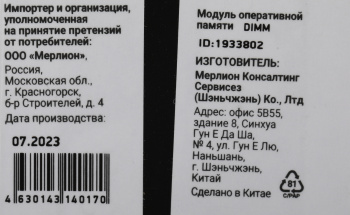 Импортер и организация,
уполномоченная
на принятие претензий
от потребителей:
ООО «Мерлион»,
Россия,
Московская обл.,
г. Красногорск,
б-р Строителей, д. 4
Дата производства:
07.2023
4 630143 140170
Модуль оперативной
памяти DIMM
ID:1933802
ИЗГОТОВИТЕЛЬ:
Мерлион Консалтинг
Сервисез
(Шэньчжэнь) Ко., Лтд
Адрес: офис 5B55,
здание 8, Синхуа
Гун Е Да Ша,
№ 4, ул. Гун Е Лю,
Наньшань,
г. Шэньчжэнь,
Китай
Сделано в Китае
81
C/PAP